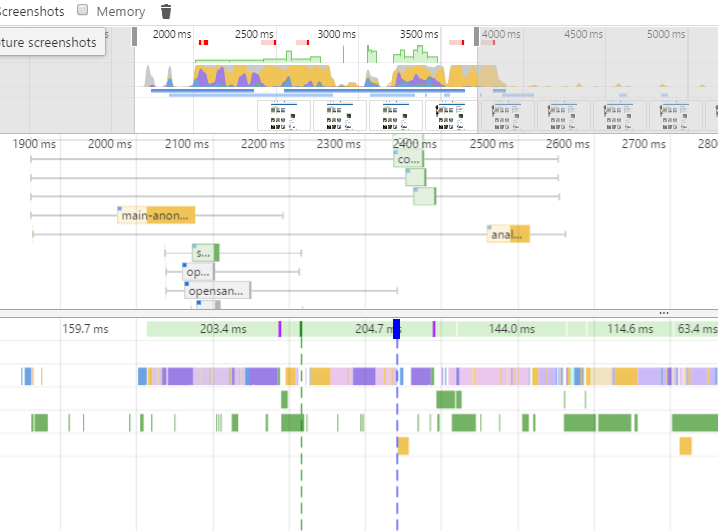 Screenshots Memory
ture screenshots
2000 ms 2500 ms 3000 ms 3500 ms 4000 ms 4500 ms 5000 ms
1900 ms 2000 ms 2100 ms 2200 ms 2300 ms 2400 ms 2500 ms 2600 ms 2700 ms 2800
co...
main-anon...
anal...
s...
op...
opensan...
...
159.7 ms 203.4 ms 204.7 ms 144.0 ms 114.6 ms 63.4 ms